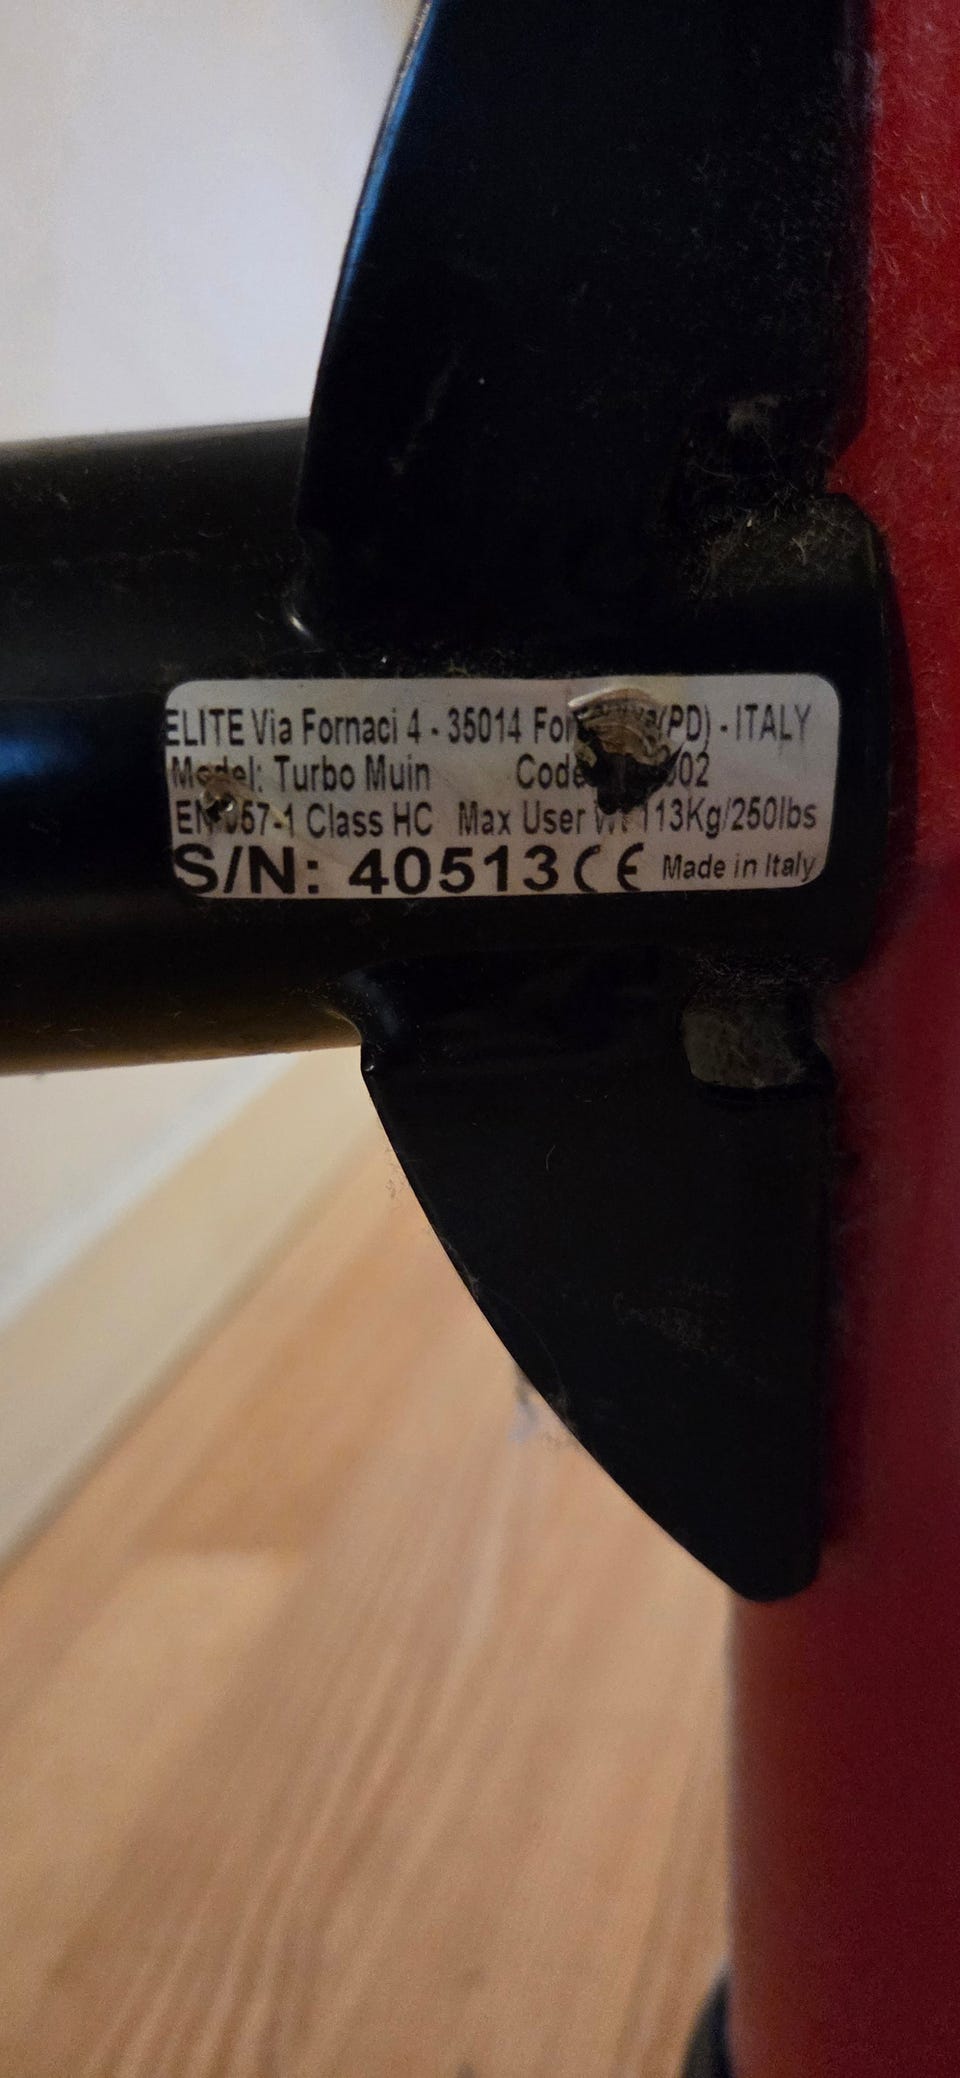 ELITE Via Fornaci 4 - 35014 (PD) - ITALY
Model: Turbo Muin Code
Class HC Max User 113Kg/250lbs
S/N: 40513 CE Made in Italy